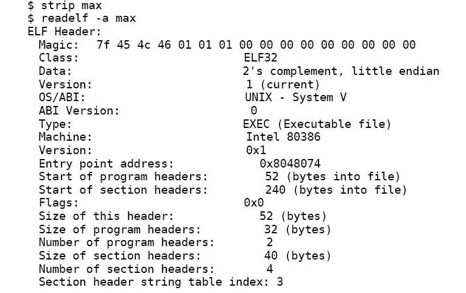 $ strip max
$ readelf -a max
ELF Header:
Magic: 7f 45 4c 46 01 01 01 00 00 00 00 00 00 00 00 00
Class: ELF32
Data: 2's complement, little endian
Version: 1 (current)
OS/ABI: UNIX - System V
ABI Version: 0
Type: EXEC (Executable file)
Machine: Intel 80386
Version: 0x1
Entry point address: 0x8048074
Start of program headers: 52 (bytes into file)
Start of section headers: 240 (bytes into file)
Flags: 0x0
Size of this header: 52 (bytes)
Size of program headers: 32 (bytes)
Number of program headers: 2
Size of section headers: 40 (bytes)
Number of section headers: 4
Section header string table index: 3